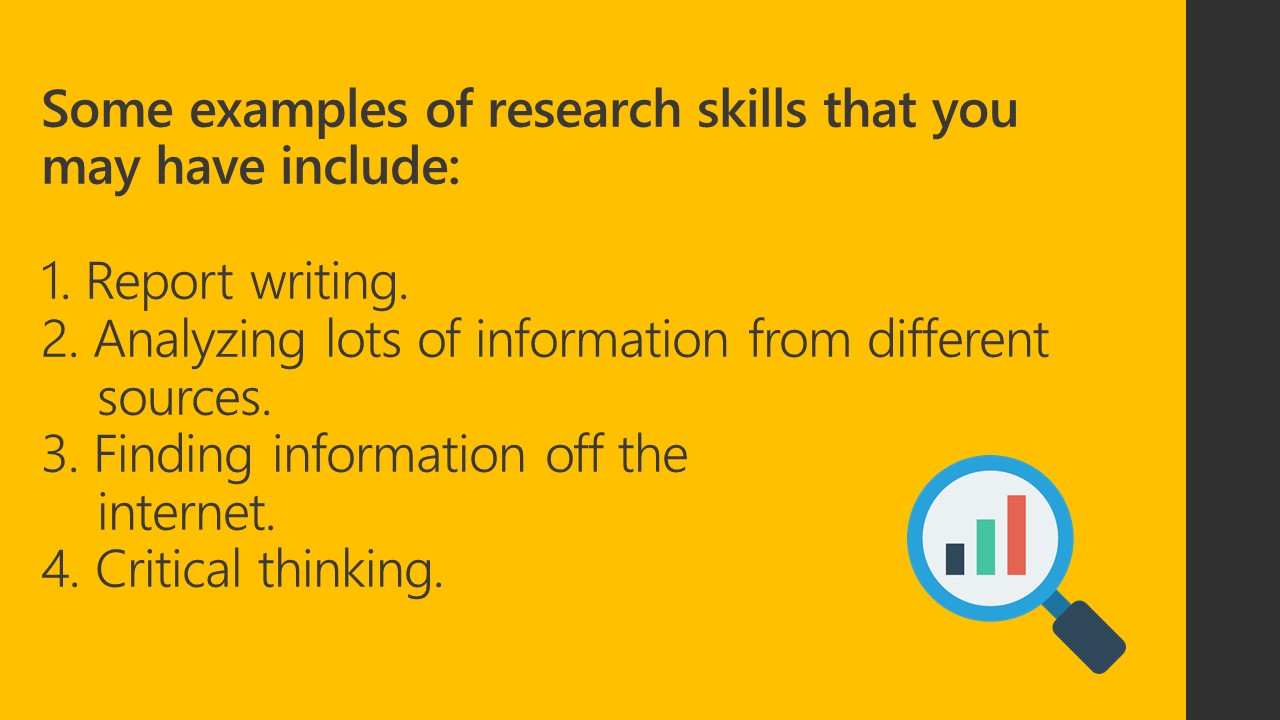 Some examples of research skills that you
may have include:
1. Report writing.
2. Analyzing lots of information from different
sources.
3. Finding information off the
internet.
4. Critical thinking.